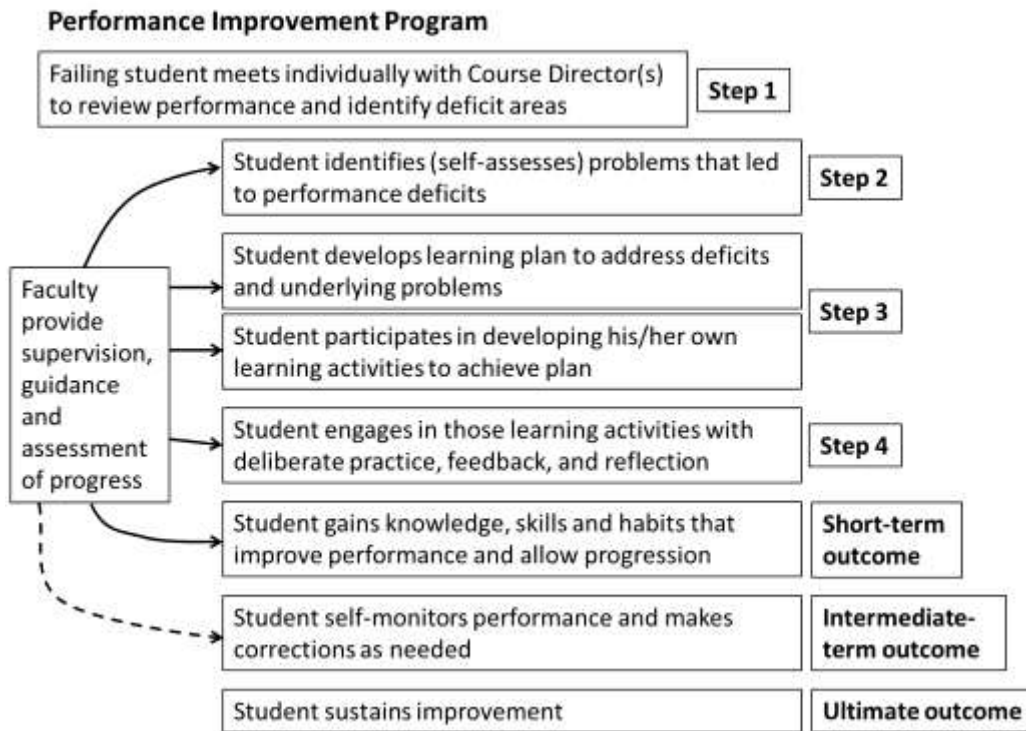 Performance Improvement Program
Failing student meets individually with Course Director(s)
to review performance and identify deficit areas
Step 1
Student identifies (self-assesses) problems that led
to performance deficits
Step 2
Faculty
provide
supervision,
guidance
and
assessment
of progress
Student develops learning plan to address deficits
and underlying problems
Student participates in developing his/her own
learning activities to achieve plan
Step 3
Student engages in those learning activities with
deliberate practice, feedback, and reflection
Step 4
Student gains knowledge, skills and habits that
improve performance and allow progression
Short-term
outcome
Student self-monitors performance and makes
corrections as needed
Intermediate-
term outcome
Student sustains improvement
Ultimate outcome